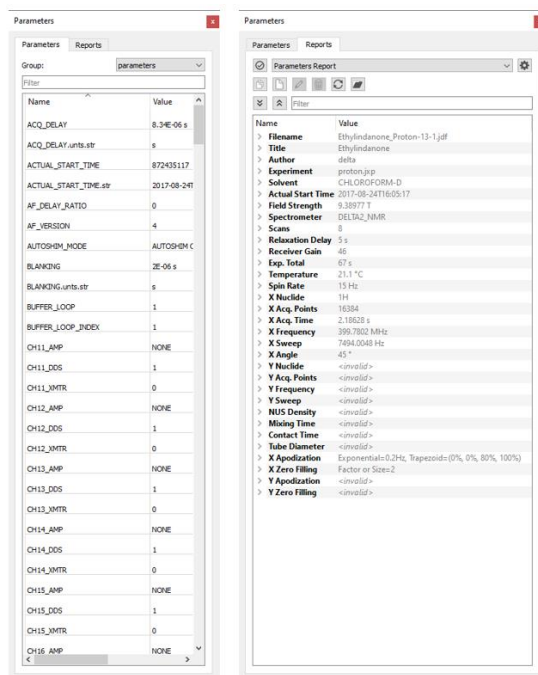 Parameters x
Parameters Reports
Group: parameters
Filter
Name Value
ACQ_DELAY 8.34E-06 s
ACQ_DELAY.unts.str s
ACTUAL_START_TIME 872435117
ACTUAL_START_TIME.str 2017-08-24T
AF_DELAY_RATIO 0
AF_VERSION 4
AUTOSHIM_MODE AUTOSHIM C
BLANKING 2E-06 s
BLANKING.unts.str s
BUFFER_LOOP 1
BUFFER_LOOP_INDEX 1
CH11_AMP NONE
CH11_DDS 1
CH11_XMTR 0
CH12_AMP NONE
CH12_DDS 1
CH12_XMTR 0
CH13_AMP NONE
CH13_DDS 1
CH13_XMTR 0
CH14_AMP NONE
CH14_DDS 1
CH14_XMTR 0
CH15_AMP NONE
CH15_DDS 1
CH15_XMTR 0
CH16_AMP NONE
Parameters
Parameters Reports
Parameters Report
Filter
Name Value
Filename Ethylindanone_Proton-13-1.jdf
Title Ethylindanone
Author delta
Experiment proton.jxp
Solvent CHLOROFORM-D
Actual Start Time 2017-08-24T16:05:17
Field Strength 9.38977 T
Spectrometer DELTA2_NMR
Scans 8
Relaxation Delay 5 s
Receiver Gain 46
Exp. Total 67 s
Temperature 21.1 °C
Spin Rate 15 Hz
X Nuclide 1H
X Acq. Points 16384
X Acq. Time 2.18628 s
X Frequency 399.7802 MHz
X Sweep 7494.0048 Hz
X Angle 45 °
Y Nuclide <invalid>
Y Acq. Points <invalid>
Y Frequency <invalid>
Y Sweep <invalid>
NUS Density <invalid>
Mixing Time <invalid>
Contact Time <invalid>
Tube Diameter <invalid>
X Apodization Exponential=0.2Hz, Trapezoid=(0%, 0%, 80%, 100%)
X Zero Filling Factor or Size=2
Y Apodization <invalid>
Y Zero Filling <invalid>